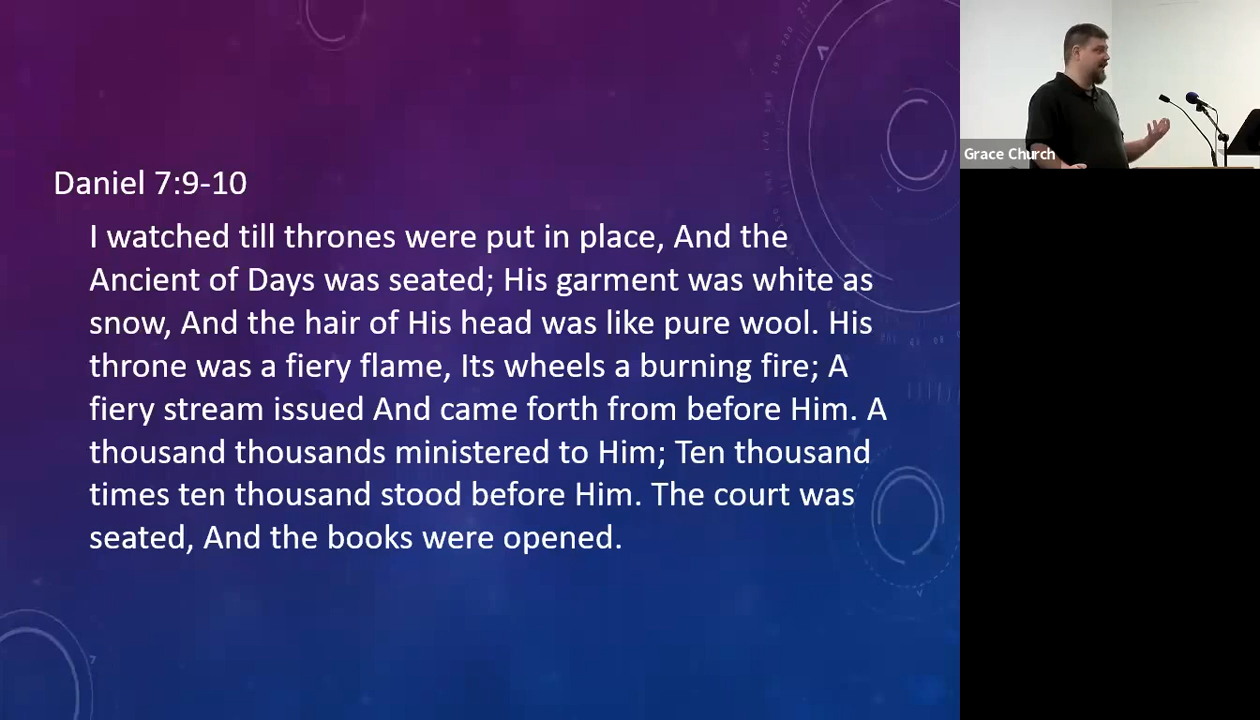 Daniel 7:9-10
I watched till thrones were put in place, And the
Ancient of Days was seated; His garment was white as
snow, And the hair of His head was like pure wool. His
throne was a fiery flame, Its wheels a burning fire; A
fiery stream issued And came forth from before Him. A
thousand thousands ministered to Him; Ten thousand
times ten thousand stood before Him. The court was
seated, And the books were opened.
Grace Church